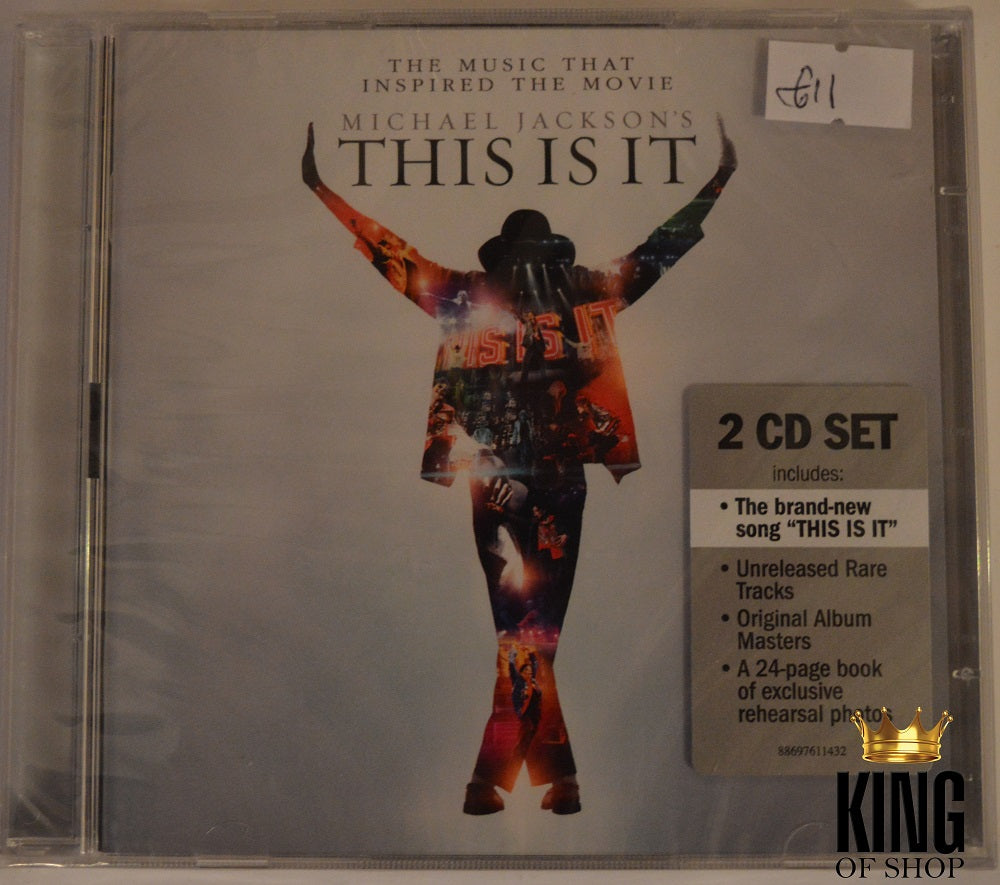 THE MUSIC THAT
INSPIRED THE MOVIE
MICHAEL JACKSON'S
THIS IS IT
£11
THIS IS IT
2 CD SET
includes:
• The brand-new
song “THIS IS IT”
• Unreleased Rare
Tracks
• Original Album
Masters
• A 24-page book
of exclusive
rehearsal photos
88697611432
KING
OF SHOP